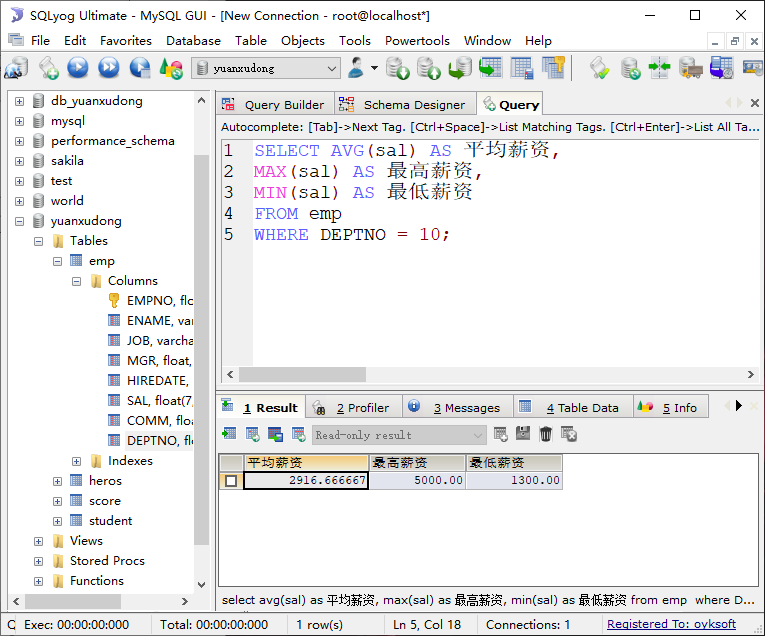 SQLyog Ultimate - MySQL GUI - [New Connection - root@localhost*]
File Edit Favorites Database Table Objects Tools Powertools Window Help
yuanxudong
db_yuanxudong
mysql
performance_schema
sakila
test
world
yuanxudong
Tables
emp
Columns
EMPNO, flo
ENAME, var
JOB, varcha
MGR, float,
HIREDATE,
SAL, float(7,
COMM, floa
DEPTNO, flo
Indexes
heros
score
student
Views
Stored Procs
Functions
Query Builder Schema Designer Query
Autocomplete: [Tab]->Next Tag. [Ctrl+Space]->List Matching Tags. [Ctrl+Enter]->List All Ta...
1 SELECT AVG(sal) AS 平均薪资,
2 MAX(sal) AS 最高薪资,
3 MIN(sal) AS 最低薪资
4 FROM emp
5 WHERE DEPTNO = 10;
1 Result 2 Profiler 3 Messages 4 Table Data 5 Info
Read-only result
平均薪资 最高薪资 最低薪资
2916.666667 5000.00 1300.00
select avg(sal) as 平均薪资, max(sal) as 最高薪资, min(sal) as 最低薪资 from emp where D...
Exec: 00:00:00:000 Total: 00:00:00:000 1 row(s) Ln 5, Col 18 Connections: 1 Registered To: oyksoft